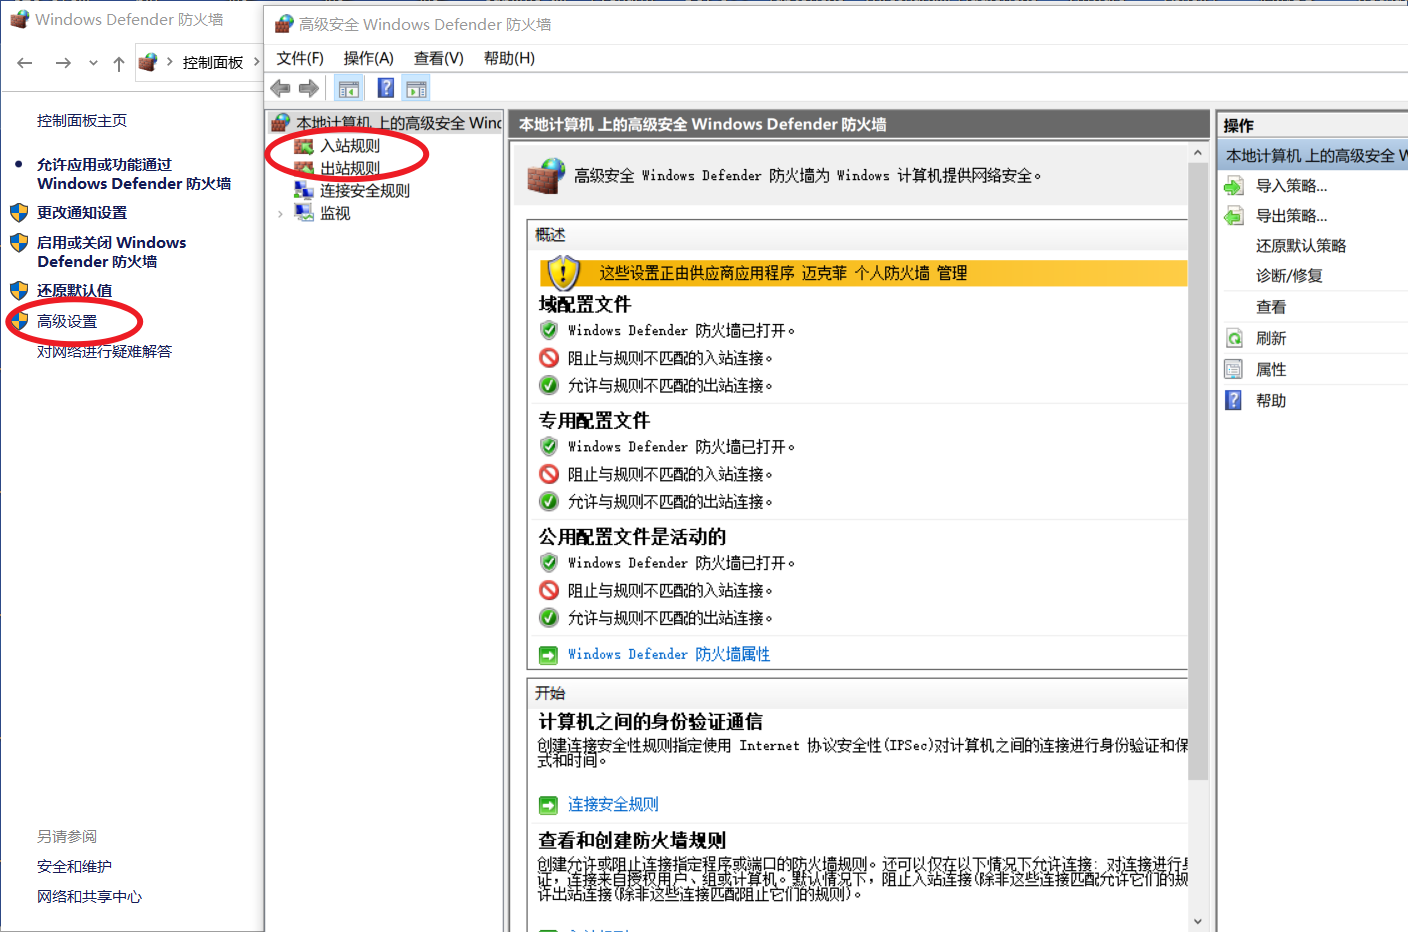 Windows Defender 防火墙
控制面板
控制面板主页
允许应用或功能通过
Windows Defender 防火墙
更改通知设置
启用或关闭 Windows
Defender 防火墙
还原默认值
高级设置
对网络进行疑难解答
另请参阅
安全和维护
网络和共享中心
高级安全 Windows Defender 防火墙
文件(F) 操作(A) 查看(V) 帮助(H)
本地计算机 上的高级安全 Wind
入站规则
出站规则
连接安全规则
监视
本地计算机 上的高级安全 Windows Defender 防火墙
高级安全 Windows Defender 防火墙为 Windows 计算机提供网络安全。
概述
这些设置正由供应商应用程序 迈克菲 个人防火墙 管理
域配置文件
Windows Defender 防火墙已打开。
阻止与规则不匹配的入站连接。
允许与规则不匹配的出站连接。
专用配置文件
Windows Defender 防火墙已打开。
阻止与规则不匹配的入站连接。
允许与规则不匹配的出站连接。
公用配置文件是活动的
Windows Defender 防火墙已打开。
阻止与规则不匹配的入站连接。
允许与规则不匹配的出站连接。
Windows Defender 防火墙属性
开始
计算机之间的身份验证通信
创建连接安全性规则指定使用 Internet 协议安全性(IPSec)对计算机之间的连接进行身份验证和保
式和时间。
连接安全规则
查看和创建防火墙规则
创建允许或阻止连接指定程序或端口的防火墙规则。还可以仅在以下情况下允许连接: 对连接进行身
证，连接来自授权用户、组或计算机。默认情况下，阻止入站连接(除非这些连接匹配允许它们的规
许出站连接(除非这些连接匹配阻止它们的规则)。
操作
本地计算机 上的高级安全 W
导入策略...
导出策略...
还原默认策略
诊断/修复
查看
刷新
属性
帮助